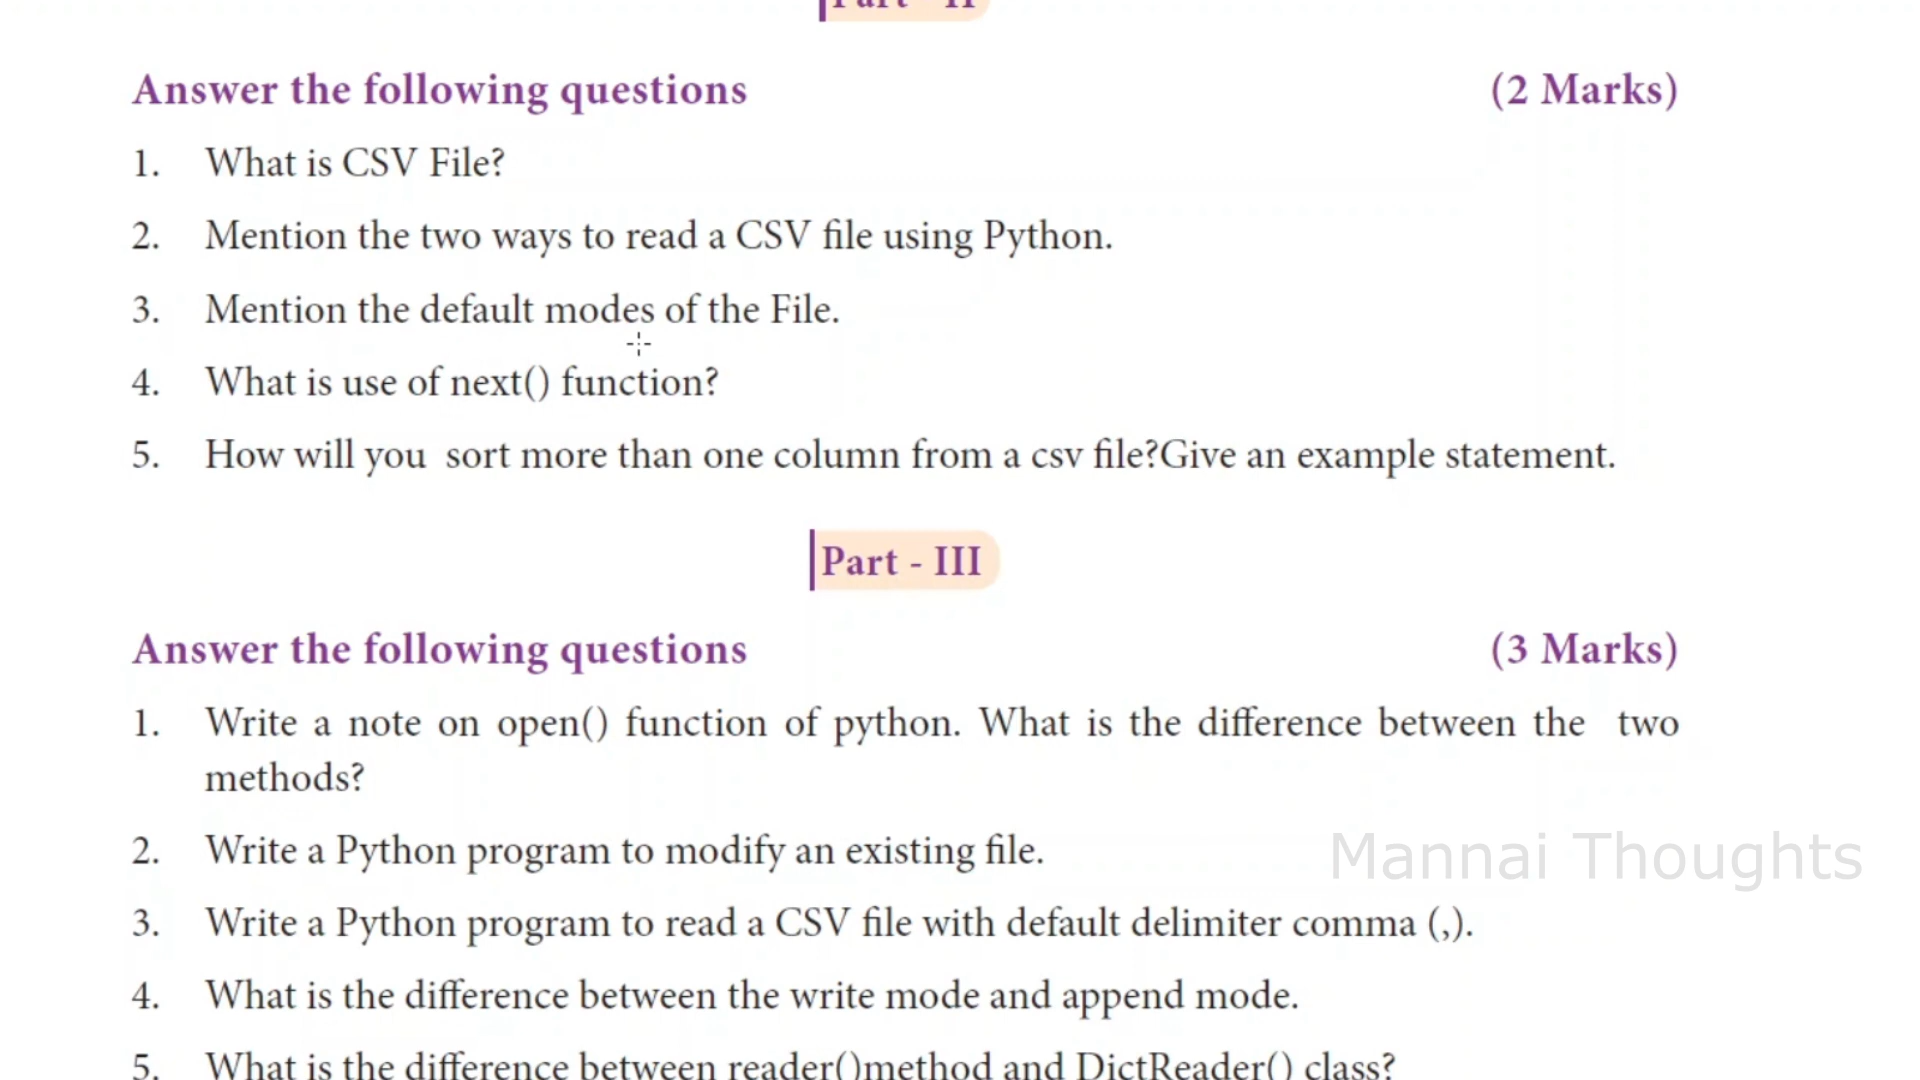 Part - II
Answer the following questions (2 Marks)
1. What is CSV File?
2. Mention the two ways to read a CSV file using Python.
3. Mention the default modes of the File.
4. What is use of next() function?
5. How will you sort more than one column from a csv file?Give an example statement.
Part - III
Answer the following questions (3 Marks)
1. Write a note on open() function of python. What is the difference between the two
methods?
2. Write a Python program to modify an existing file.
Mannai Thoughts
3. Write a Python program to read a CSV file with default delimiter comma (,).
4. What is the difference between the write mode and append mode.
5. What is the difference between reader()method and DictReader() class?